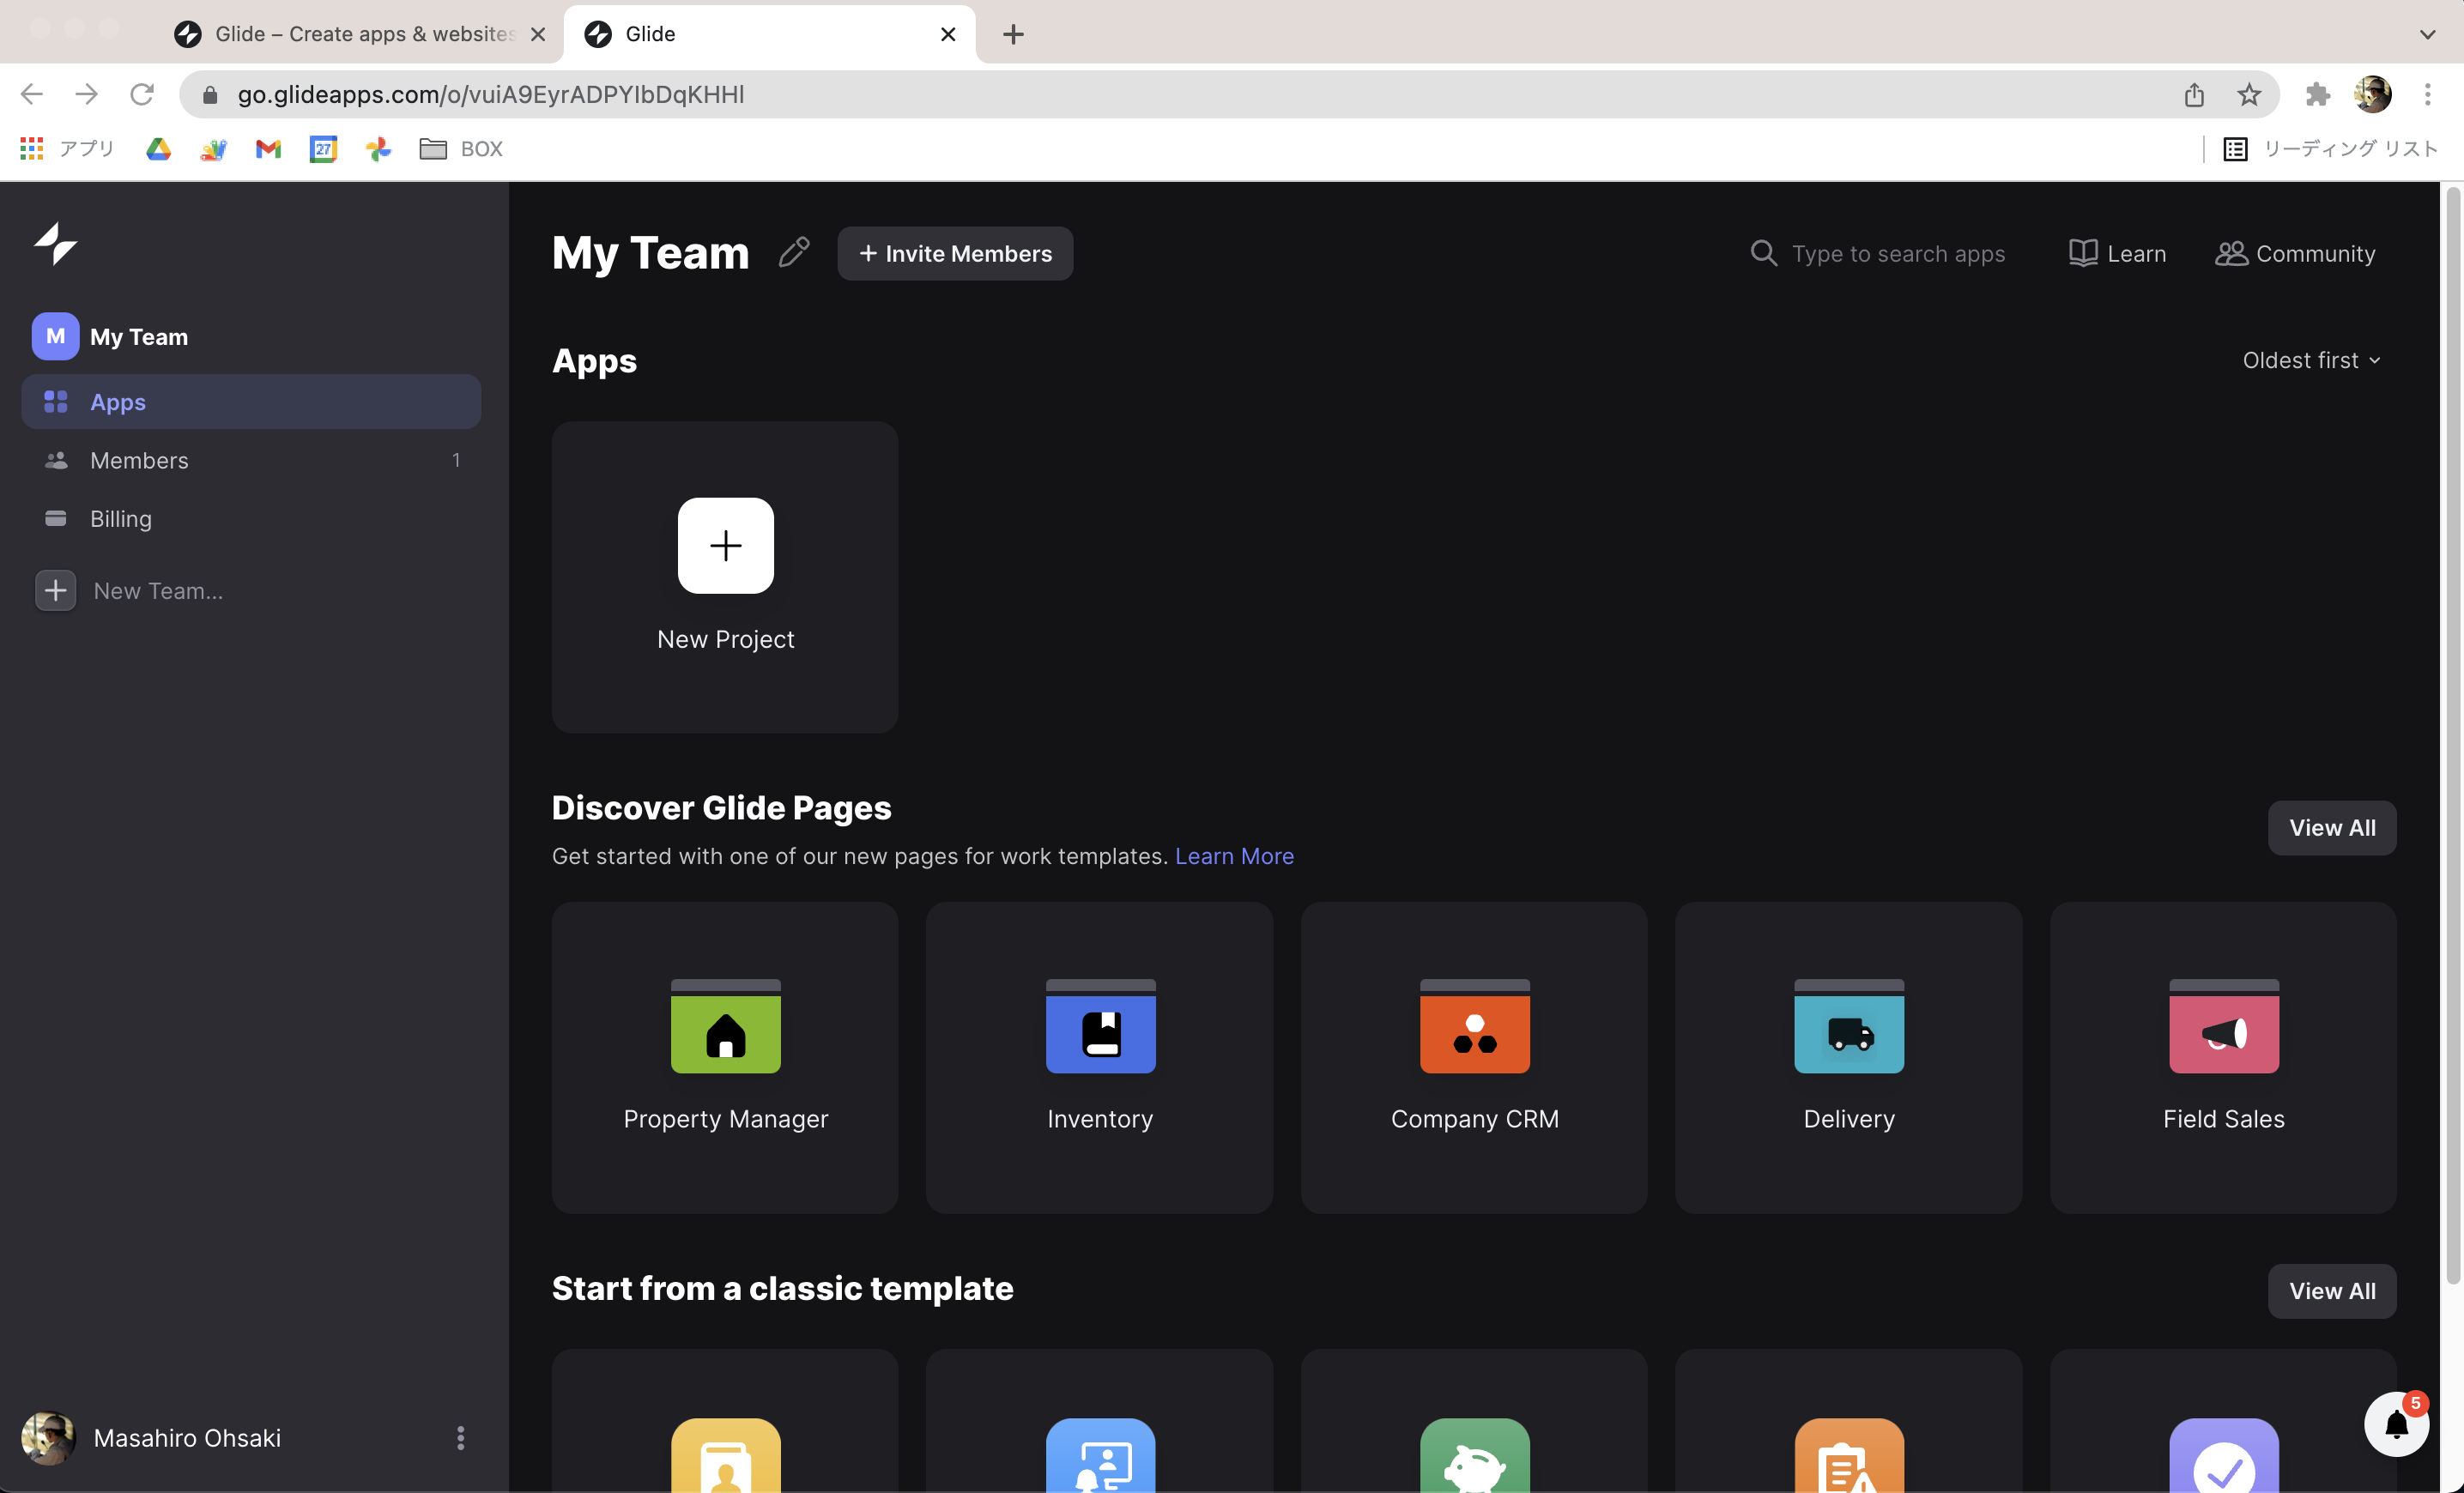 Glide – Create apps & websites
Glide
go.glideapps.com/o/vuiA9EyrADPYIbDqKHHl
アプリ
27
BOX
リーディング リスト
My Team
+ Invite Members
Type to search apps
Learn
Community
M My Team
Apps
Members 1
Billing
New Team...
Masahiro Ohsaki
Apps
Oldest first
New Project
Discover Glide Pages
Get started with one of our new pages for work templates. Learn More
View All
Property Manager
Inventory
Company CRM
Delivery
Field Sales
Start from a classic template
View All
5